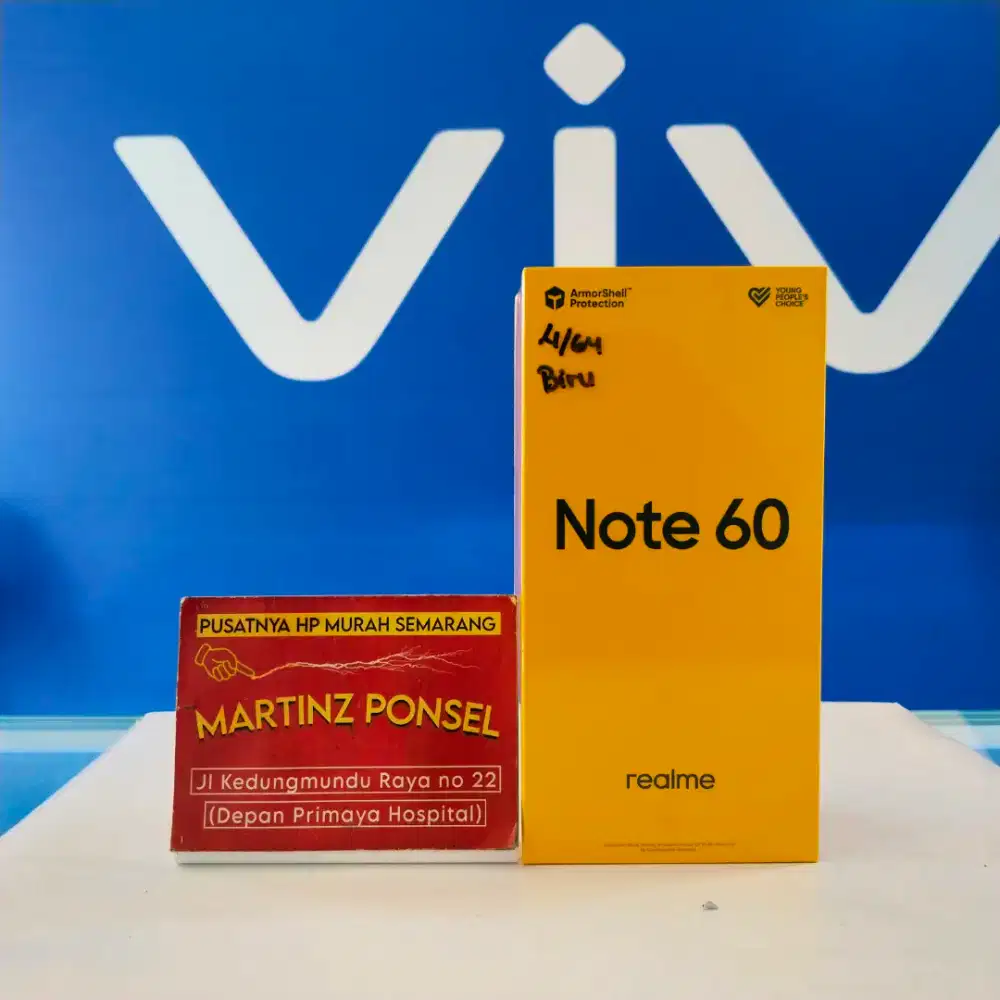 viv
ArmorShell™
Protection
YOUNG
PEOPLE'S
CHOICE
4/64
Biru
Note 60
realme
PUSATNYA HP MURAH SEMARANG
MARTINZ PONSEL
Jl Kedungmundu Raya no 22
(Depan Primaya Hospital)